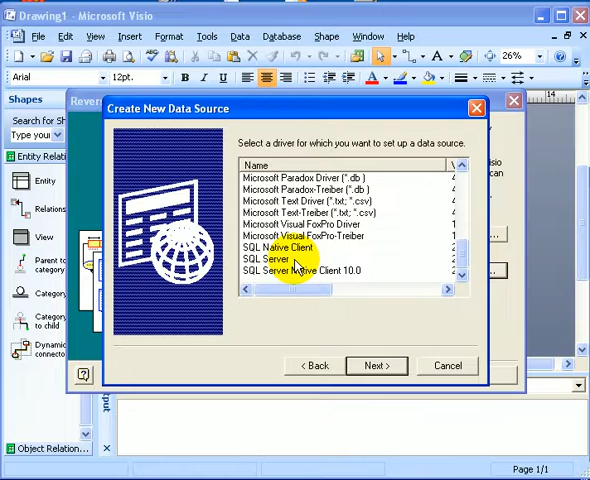 Drawing1 - Microsoft Visio
File Edit View Insert Format Tools Data Database Shape Window Help
26%
Arial 12pt. B I U A
Shapes
Search for Sh
Type your
Entity Relati
Entity
Relations
View
Parent to category
Category
Category to child
Dynamic connecto
Object Relation...
14
Revers
Create New Data Source
Select a driver for which you want to set up a data source.
Name
Microsoft Paradox Driver (*.db )
Microsoft Paradox-Treiber (*.db )
Microsoft Text Driver (*.txt; *.csv)
Microsoft Text-Treiber (*.txt; *.csv)
Microsoft Visual FoxPro Driver
Microsoft Visual FoxPro-Treiber
SQL Native Client
SQL Server
SQL Server Native Client 10.0
< Back Next > Cancel
Output
Page 1/1